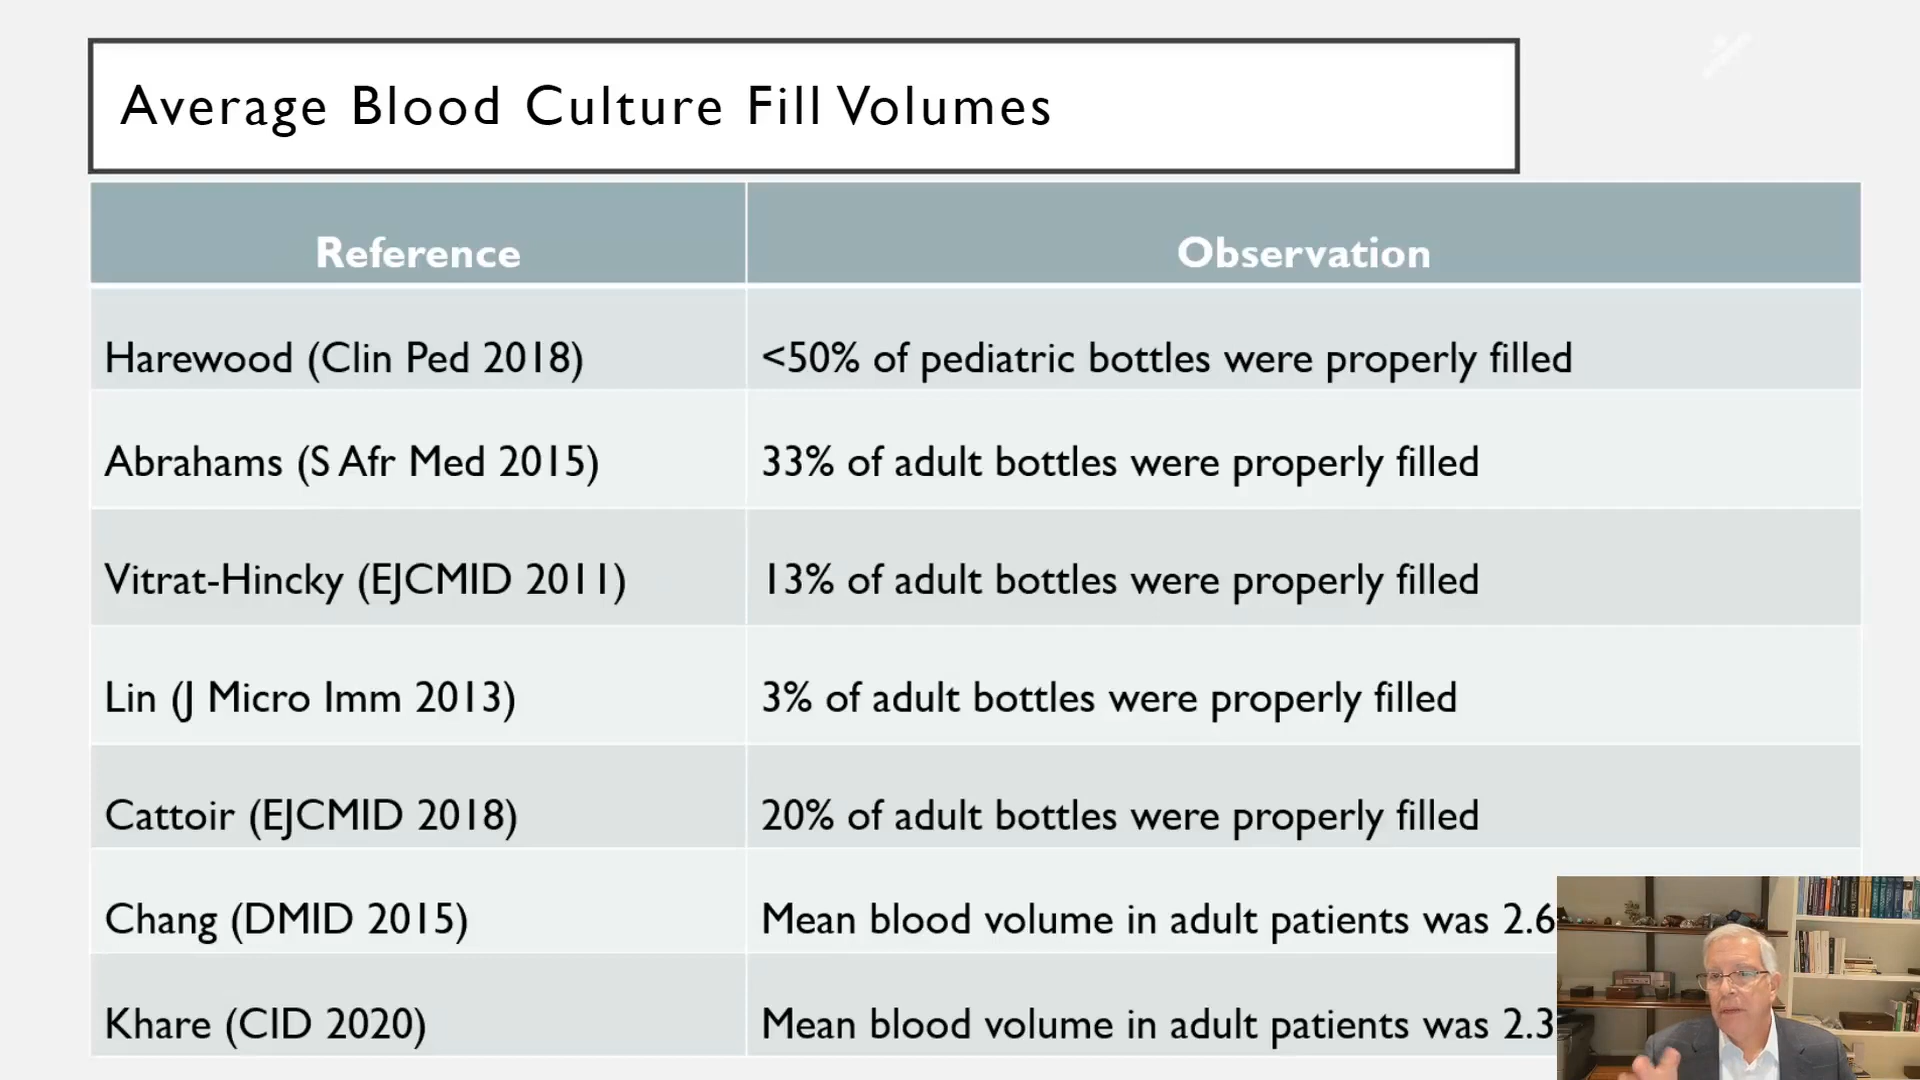 Average Blood Culture Fill Volumes
Reference Observation
Harewood (Clin Ped 2018) <50% of pediatric bottles were properly filled
Abrahams (S Afr Med 2015) 33% of adult bottles were properly filled
Vitrat-Hincky (EJCMID 2011) 13% of adult bottles were properly filled
Lin (J Micro Imm 2013) 3% of adult bottles were properly filled
Cattoir (EJCMID 2018) 20% of adult bottles were properly filled
Chang (DMID 2015) Mean blood volume in adult patients was 2.6
Khare (CID 2020) Mean blood volume in adult patients was 2.3